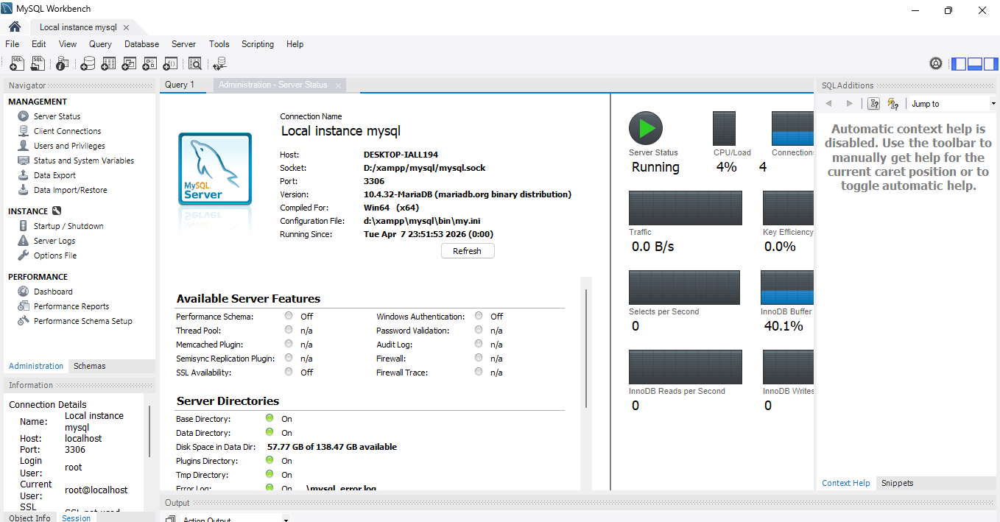 MySQL Workbench
Local instance mysql
File Edit View Query Database Server Tools Scripting Help
Navigator
MANAGEMENT
Server Status
Client Connections
Users and Privileges
Status and System Variables
Data Export
Data Import/Restore
INSTANCE
Startup / Shutdown
Server Logs
Options File
PERFORMANCE
Dashboard
Performance Reports
Performance Schema Setup
Administration Schemas
Information
Connection Details
Name: Local instance mysql
Host: localhost
Port: 3306
Login User: root
Current User: root@localhost
SSL SSL not used
Object Info Session
Query 1 Administration - Server Status
Connection Name
Local instance mysql
MySQL Server
Host: DESKTOP-IALL194
Socket: D:/xampp/mysql/mysql.sock
Port: 3306
Version: 10.4.32-MariaDB (mariadb.org binary distribution)
Compiled For: Win64 (x64)
Configuration File: d:\xampp\mysql\bin\my.ini
Running Since: Tue Apr 7 23:51:53 2026 (0:00)
Refresh
Available Server Features
Performance Schema: Off Windows Authentication: Off
Thread Pool: n/a Password Validation: n/a
Memcached Plugin: n/a Audit Log: n/a
Semisync Replication Plugin: n/a Firewall: n/a
SSL Availability: Off Firewall Trace: n/a
Server Directories
Base Directory: On
Data Directory: On
Disk Space in Data Dir: 57.77 GB of 138.47 GB available
Plugins Directory: On
Tmp Directory: On
Error Log: On .\mysql_error.log
Server Status CPU/Load Connections
Running 4% 4
Traffic Key Efficiency
0.0 B/s 0.0%
Selects per Second InnoDB Buffer
0 40.1%
InnoDB Reads per Second InnoDB Writes
0 0
Output
Action Output
SQLAdditions
Jump to
Automatic context help is
disabled. Use the toolbar to
manually get help for the
current caret position or to
toggle automatic help.
Context Help Snippets